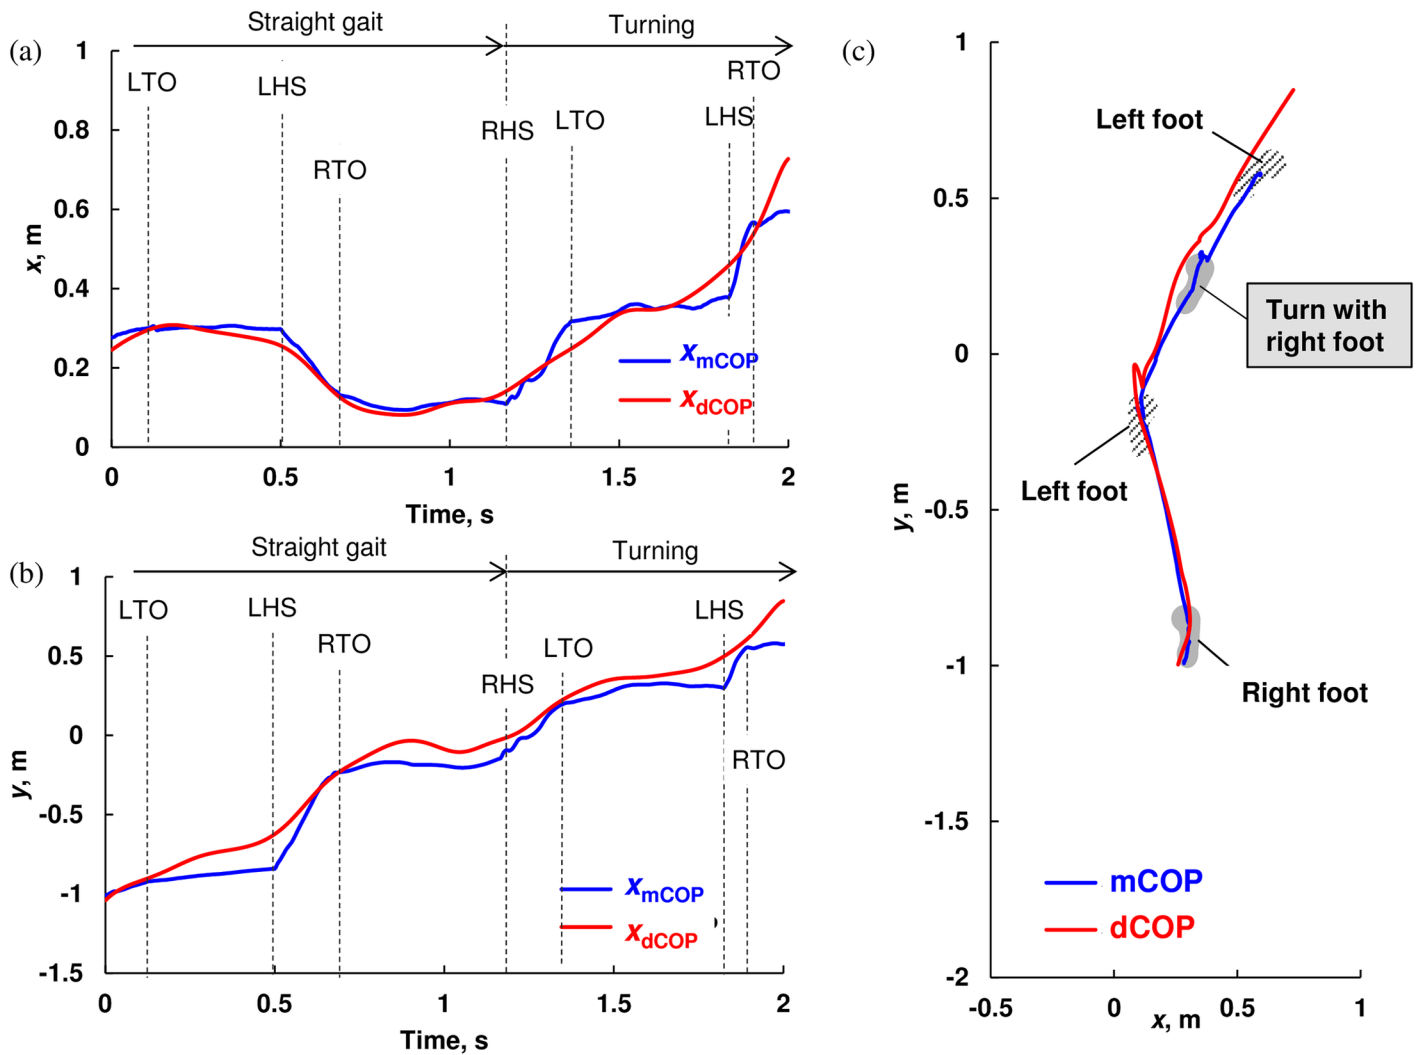 (a)
Straight gait
Turning
1
0.8
0.6
0.4
0.2
0
x, m
LTO
LHS
RTO
RHS
LTO
LHS
RTO
xmCOP
xdCOP
0
0.5
1
1.5
2
Time, s
(b)
Straight gait
Turning
1
0.5
0
-0.5
-1
-1.5
y, m
LTO
LHS
RTO
RHS
LTO
LHS
RTO
xmCOP
xdCOP
0
0.5
1
1.5
2
Time, s
(c)
1
0.5
0
-0.5
-1
-1.5
-2
y, m
Left foot
Turn with
right foot
Left foot
Right foot
mCOP
dCOP
-0.5
0
0.5
1
x, m